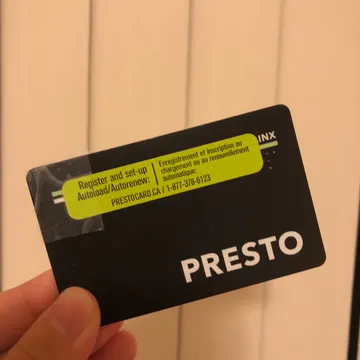 INX
Register and set-up
Autoload/Autorenew:
Enregistrement et inscription au
chargement ou au renouvellement
automatique:
PRESTOCARD.CA / 1-877-378-6123
PRESTO